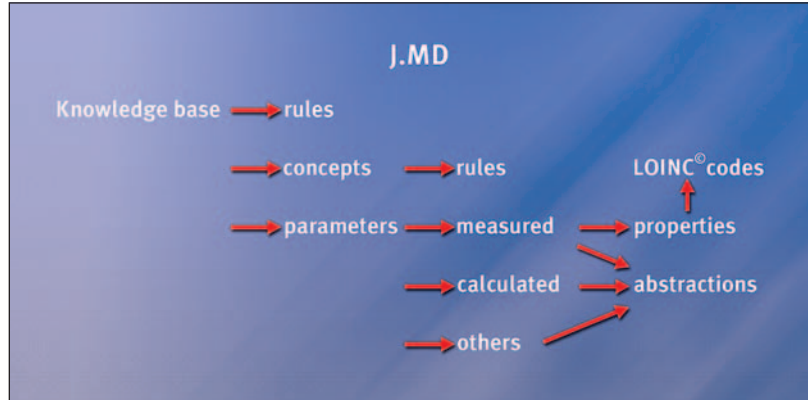 J.MD
Knowledge base rules
concepts rules LOINC© codes
parameters measured properties
calculated abstractions
others